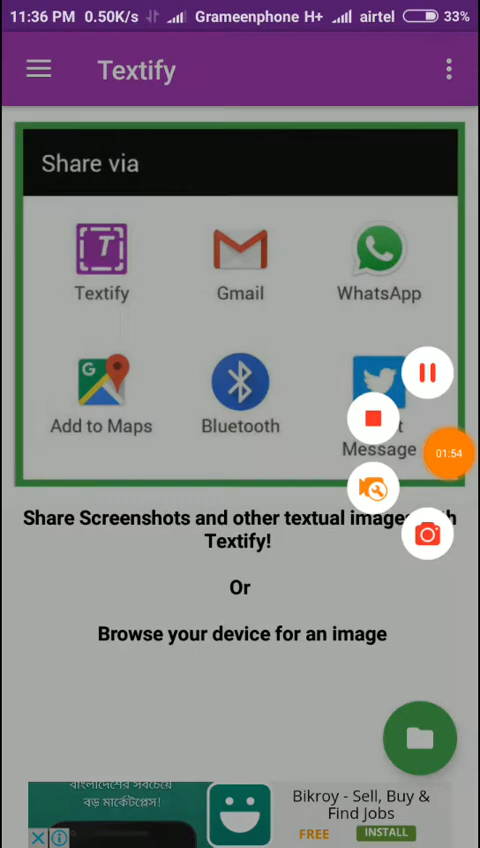 11:36 PM 0.50K/s Grameenphone H+ airtel 33%
Textify
Share via
T
Textify Gmail WhatsApp
G
Add to Maps Bluetooth
Message
01:54
Share Screenshots and other textual
Textify!
Or
Browse your device for an image
বাংলাদেশের সবচেয়ে
বড় মার্কেটপ্লেস!
Bikroy - Sell, Buy &
Find Jobs
FREE INSTALL